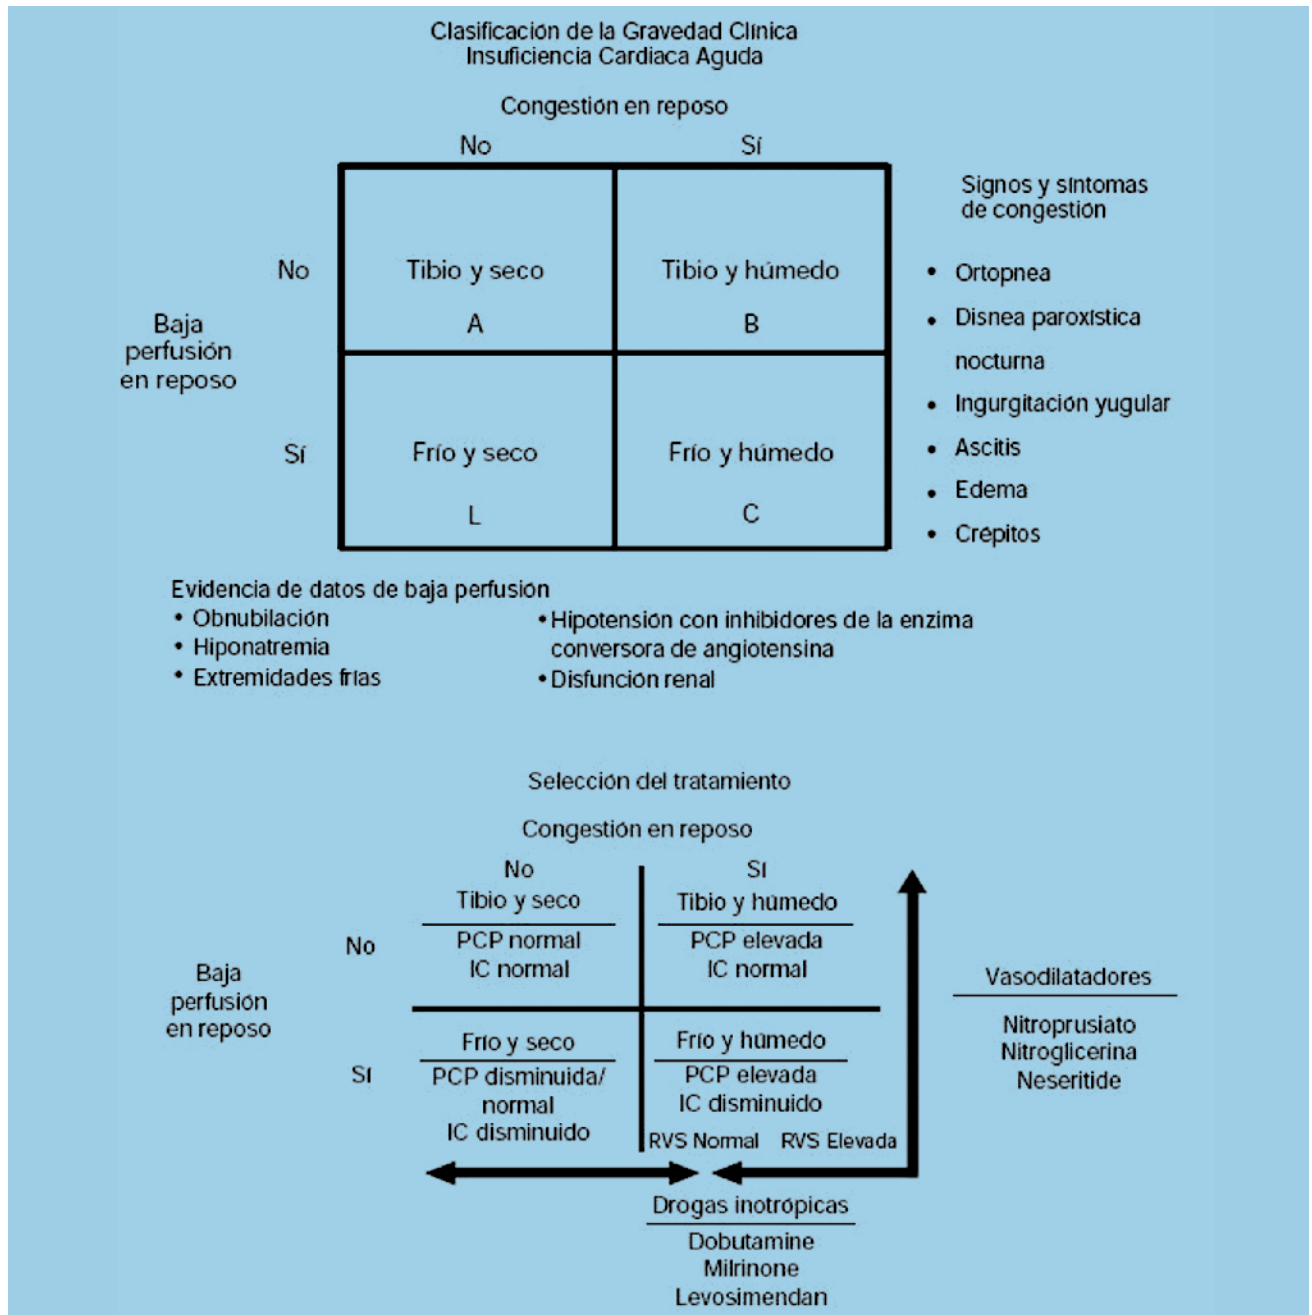 Clasificación de la Gravedad Clínica
Insuficiencia Cardiaca Aguda
Congestión en reposo
No
Sí
No
Tibio y seco
A
Tibio y húmedo
B
Baja
perfusión
en reposo
Sí
Frío y seco
L
Frío y húmedo
C
Signos y síntomas
de congestión
• Ortopnea
• Disnea paroxística
nocturna
• Ingurgitación yugular
• Ascitis
• Edema
• Crépitos
Evidencia de datos de baja perfusión
• Obnubilación
• Hiponatremia
• Extremidades frías
• Hipotensión con inhibidores de la enzima
conversora de angiotensina
• Disfunción renal
Selección del tratamiento
Congestión en reposo
No
Sí
Baja
perfusión
en reposo
No
Tibio y seco
PCP normal
IC normal
Tibio y húmedo
PCP elevada
IC normal
Sí
Frío y seco
PCP disminuida/
normal
IC disminuido
Frío y húmedo
PCP elevada
IC disminuido
RVS Normal
RVS Elevada
Vasodilatadores
Nitroprusiato
Nitroglicerina
Neseritide
Drogas inotrópicas
Dobutamine
Milrinone
Levosimendan